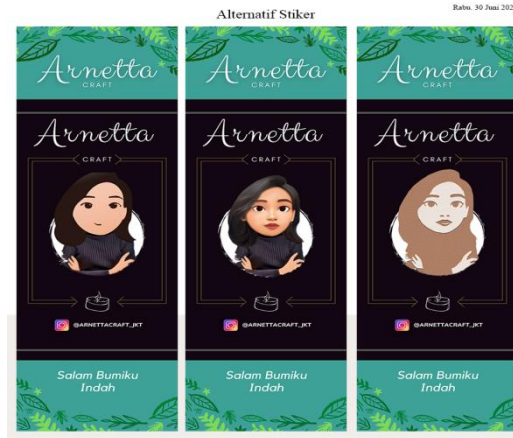 Rabu. 30 Juni 202
Alternatif Stiker
Arnetta
CRAFT
Arnetta
CRAFT
@ARNETTACRAFT_JKT
Salam Bumiku
Indah
Arnetta
CRAFT
Arnetta
CRAFT
@ARNETTACRAFT_JKT
Salam Bumiku
Indah
Arnetta
CRAFT
Arnetta
CRAFT
@ARNETTACRAFT_JKT
Salam Bumiku
Indah